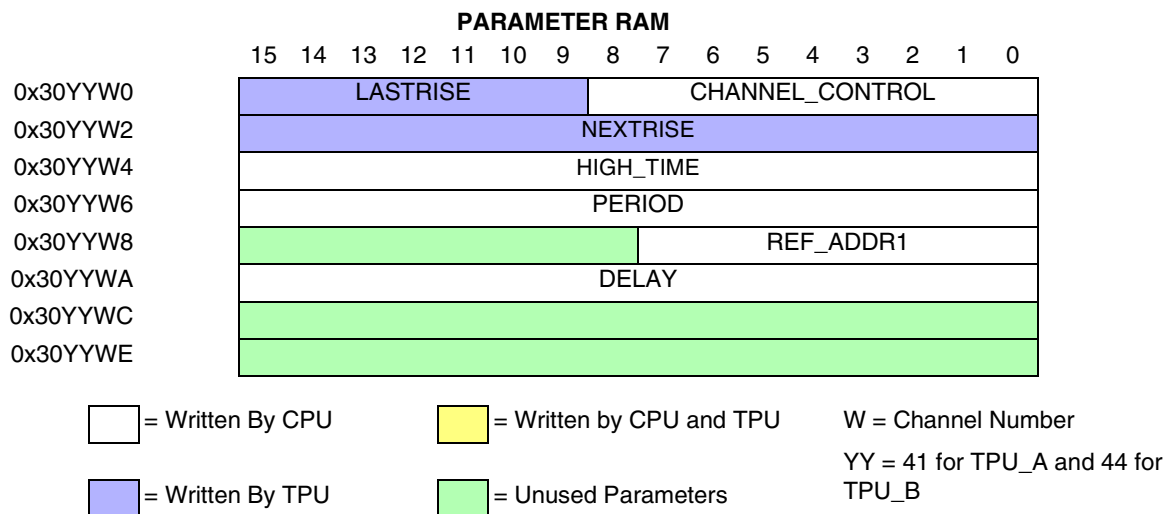 PARAMETER RAM
15 14 13 12 11 10 9 8 7 6 5 4 3 2 1 0
0x30YYW0 LASTRISE CHANNEL_CONTROL
0x30YYW2 NEXTRISE
0x30YYW4 HIGH_TIME
0x30YYW6 PERIOD
0x30YYW8 REF_ADDR1
0x30YYWA DELAY
0x30YYWC
0x30YYWE
= Written By CPU = Written by CPU and TPU W = Channel Number
YY = 41 for TPU_A and 44 for
= Written By TPU = Unused Parameters TPU_B